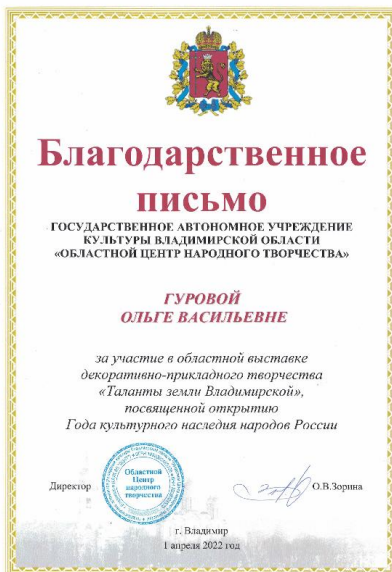 Благодарственное
письмо
ГОСУДАРСТВЕННОЕ АВТОНОМНОЕ УЧРЕЖДЕНИЕ
КУЛЬТУРЫ ВЛАДИМИРСКОЙ ОБЛАСТИ
«ОБЛАСТНОЙ ЦЕНТР НАРОДНОГО ТВОРЧЕСТВА»
ГУРОВОЙ
ОЛЬГЕ ВАСИЛЬЕВНЕ
за участие в областной выставке
декоративно-прикладного творчества
«Таланты земли Владимирской»,
посвященной открытию
Года культурного наследия народов России
Областной
Центр
народного
творчества
Директор
О.В.Зорина
г. Владимир
1 апреля 2022 год